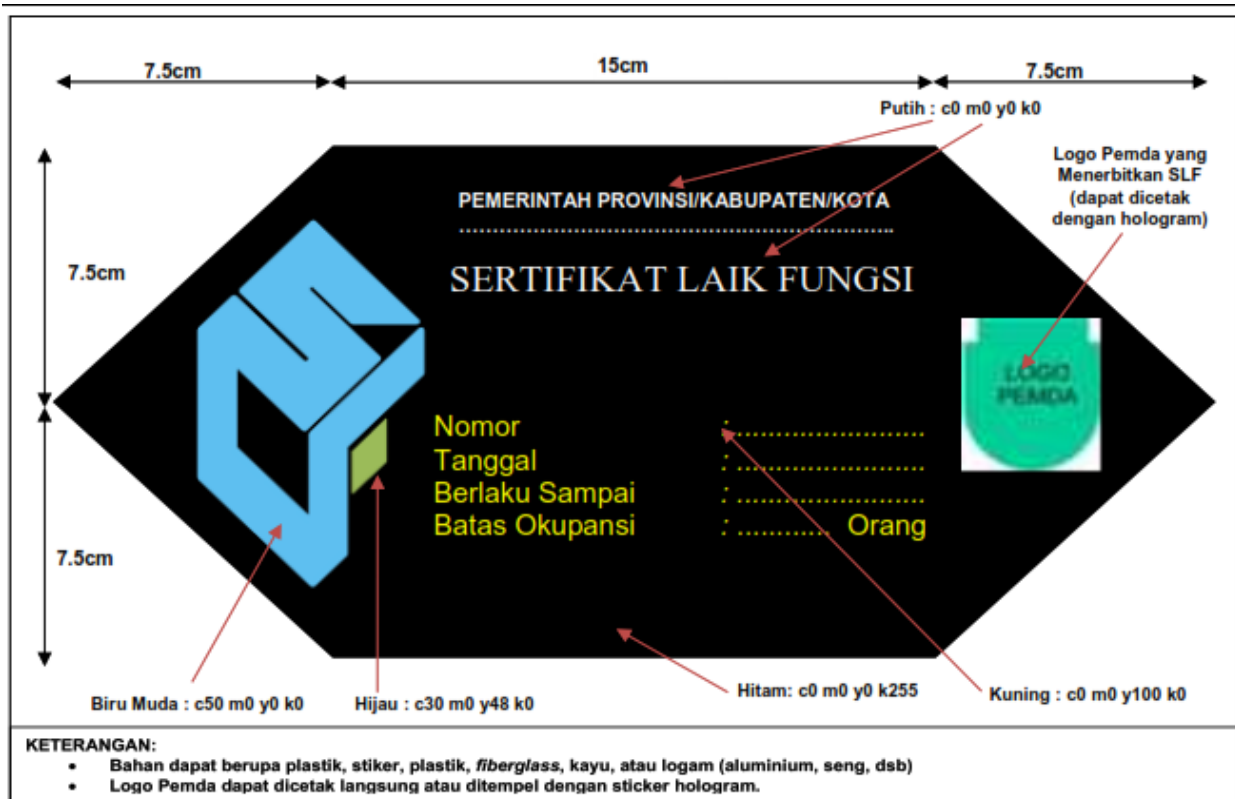 7.5cm
15cm
7.5cm
Putih : c0 m0 y0 k0
Logo Pemda yang
Menerbitkan SLF
(dapat dicetak
dengan hologram)
7.5cm
7.5cm
PEMERINTAH PROVINSI/KABUPATEN/KOTA
SERTIFIKAT LAIK FUNGSI
LOGO
PEMDA
Nomor : ........................
Tanggal : ........................
Berlaku Sampai : ........................
Batas Okupansi : ............ Orang
Biru Muda : c50 m0 y0 k0
Hijau : c30 m0 y48 k0
Hitam: c0 m0 y0 k255
Kuning : c0 m0 y100 k0
KETERANGAN:
• Bahan dapat berupa plastik, stiker, plastik, fiberglass, kayu, atau logam (aluminium, seng, dsb)
• Logo Pemda dapat dicetak langsung atau ditempel dengan sticker hologram.